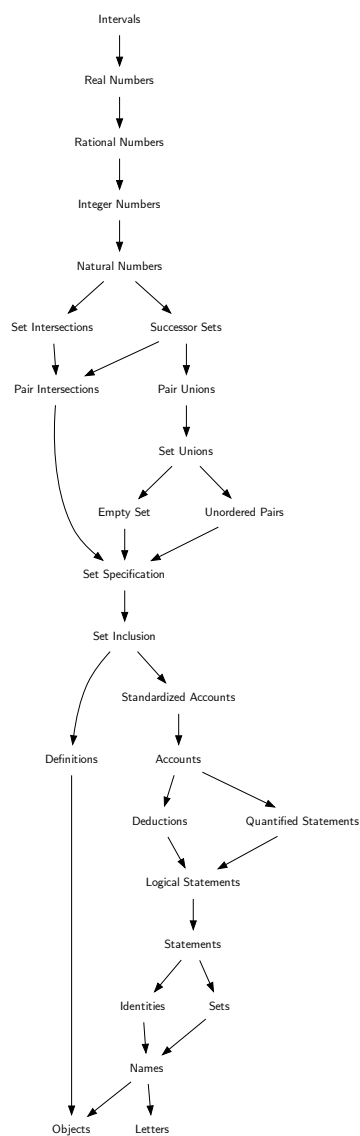 Intervals
Real Numbers
Rational Numbers
Integer Numbers
Natural Numbers
Set Intersections
Successor Sets
Pair Intersections
Pair Unions
Set Unions
Empty Set
Unordered Pairs
Set Specification
Set Inclusion
Standardized Accounts
Definitions
Accounts
Deductions
Quantified Statements
Logical Statements
Statements
Identities
Sets
Names
Objects
Letters